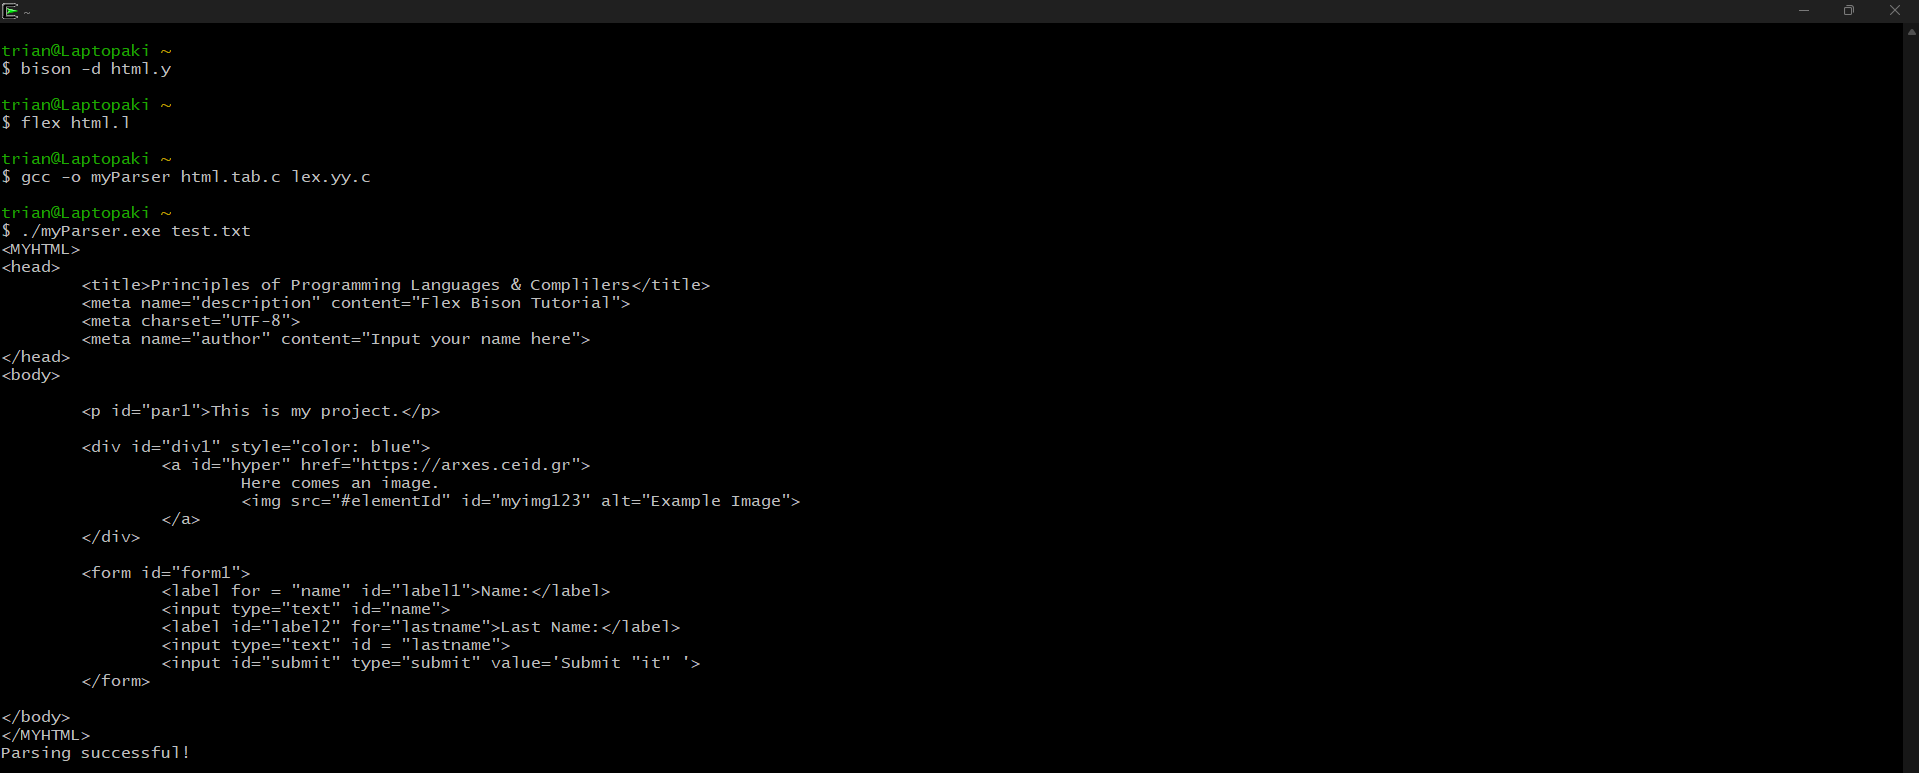 ~
trian@Laptopaki ~
$ bison -d html.y
trian@Laptopaki ~
$ flex html.l
trian@Laptopaki ~
$ gcc -o myParser html.tab.c lex.yy.c
trian@Laptopaki ~
$ ./myParser.exe test.txt
<MYHTML>
<head>
        <title>Principles of Programming Languages & Complilers</title>
        <meta name="description" content="Flex Bison Tutorial">
        <meta charset="UTF-8">
        <meta name="author" content="Input your name here">
</head>
<body>
        <p id="par1">This is my project.</p>
        <div id="div1" style="color: blue">
                <a id="hyper" href="https://arxes.ceid.gr">
                        Here comes an image.
                        <img src="#elementId" id="myimg123" alt="Example Image">
                </a>
        </div>
        <form id="form1">
                <label for = "name" id="label1">Name:</label>
                <input type="text" id="name">
                <label id="label2" for="lastname">Last Name:</label>
                <input type="text" id = "lastname">
                <input id="submit" type="submit" value='Submit "it" '>
        </form>
</body>
</MYHTML>
Parsing successful!